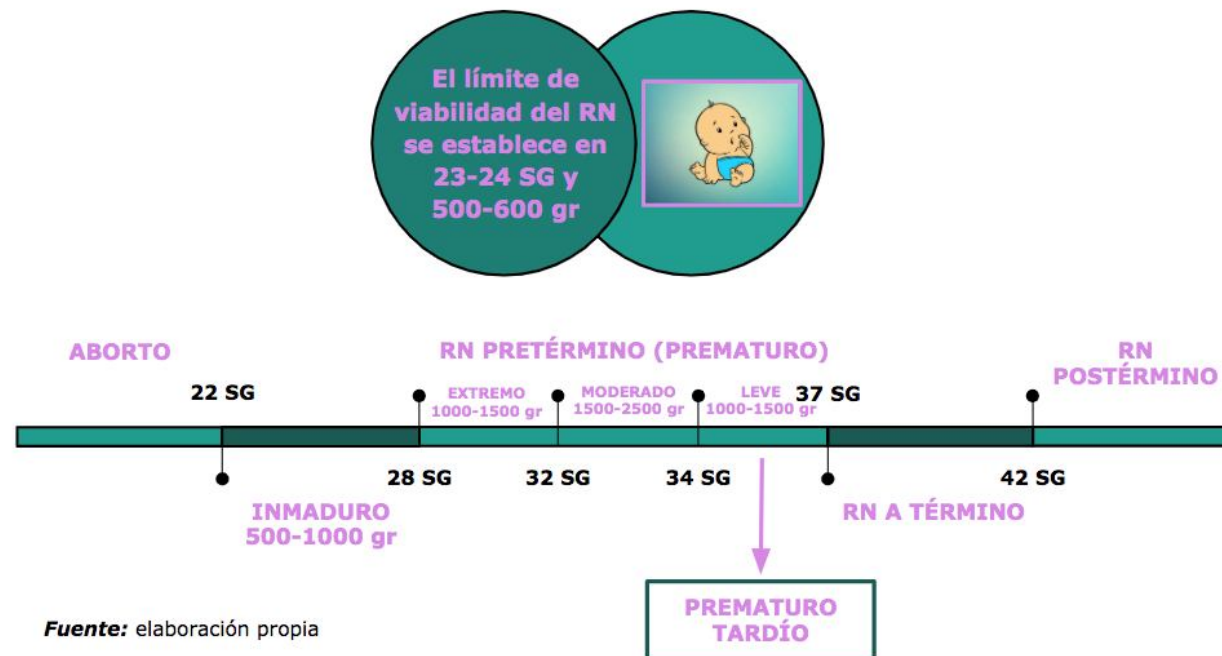 El límite de
viabilidad del RN
se establece en
23-24 SG y
500-600 gr
ABORTO
RN PRETÉRMINO (PREMATURO)
RN
POSTÉRMINO
22 SG
EXTREMO
1000-1500 gr
MODERADO
1500-2500 gr
LEVE
1000-1500 gr
37 SG
28 SG
32 SG
34 SG
42 SG
INMADURO
500-1000 gr
RN A TÉRMINO
PREMATURO
TARDÍO
Fuente: elaboración propia